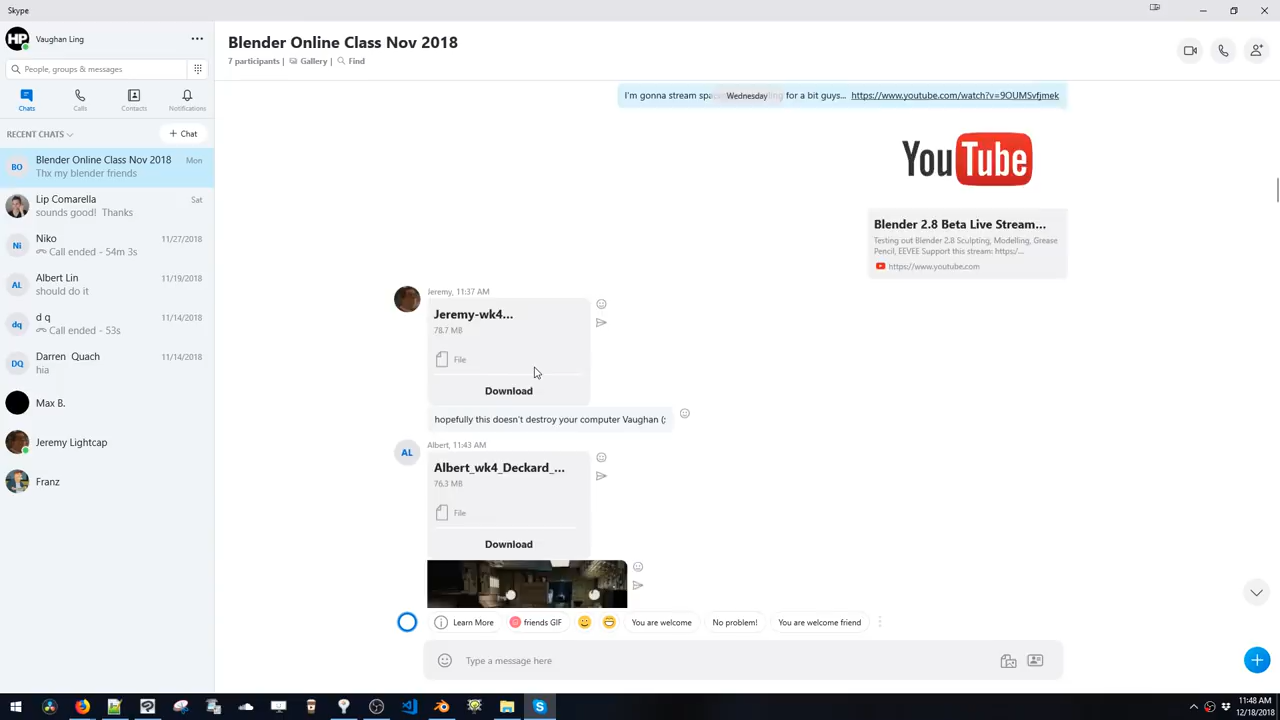 Skype
HP
Vaughan Ling
People, groups & messages
Chats
Calls
Contacts
Notifications
RECENT CHATS
Chat
BO
Blender Online Class Nov 2018
Mon
Thx my blender friends
Lip Comarella
Sat
sounds good! Thanks
Ni
Niko
11/27/2018
Call ended - 54m 3s
AL
Albert Lin
11/19/2018
should do it
dq
d q
11/14/2018
Call ended - 53s
DQ
Darren Quach
11/14/2018
hia
Max B.
Jeremy Lightcap
Franz
Blender Online Class Nov 2018
7 participants | Gallery | Find
I'm gonna stream for a bit guys... https://www.youtube.com/watch?v=9OUMSvfjmek
Wednesday
YouTube
Blender 2.8 Beta Live Stream...
Testing out Blender 2.8 Sculpting, Modelling, Grease
Pencil, EEVEE Support this stream: https:/...
https://www.youtube.com
Jeremy, 11:37 AM
Jeremy-wk4...
78.7 MB
File
Download
hopefully this doesn't destroy your computer Vaughan (:
AL
Albert, 11:43 AM
Albert_wk4_Deckard_...
76.3 MB
File
Download
Learn More
friends GIF
You are welcome
No problem!
You are welcome friend
Type a message here
11:48 AM
12/18/2018